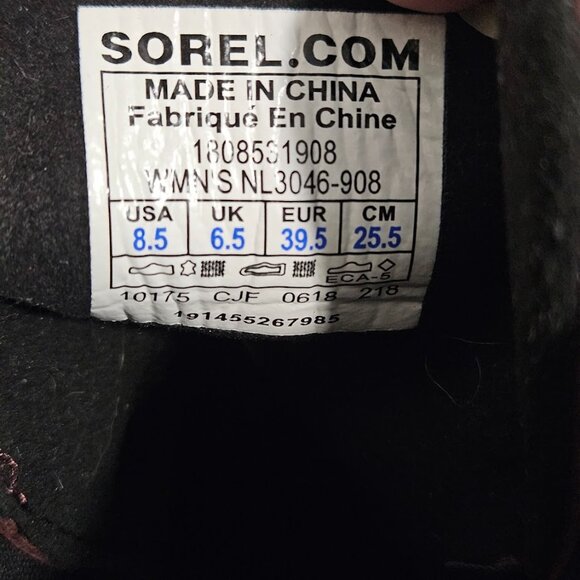 SOREL.COM
MADE IN CHINA
Fabriqué En Chine
1808531908
WMN'S NL3046-908
USA UK EUR CM
8.5 6.5 39.5 25.5
ECA-5
10175 CJF 0618 218
191455267985